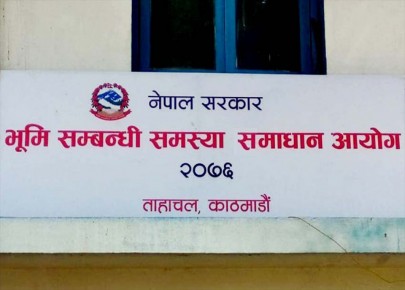 नेपाल सरकार
भूमि सम्बन्धी समस्या समाधान आयोग
२०७६
ताहाचल, काठमाडौं